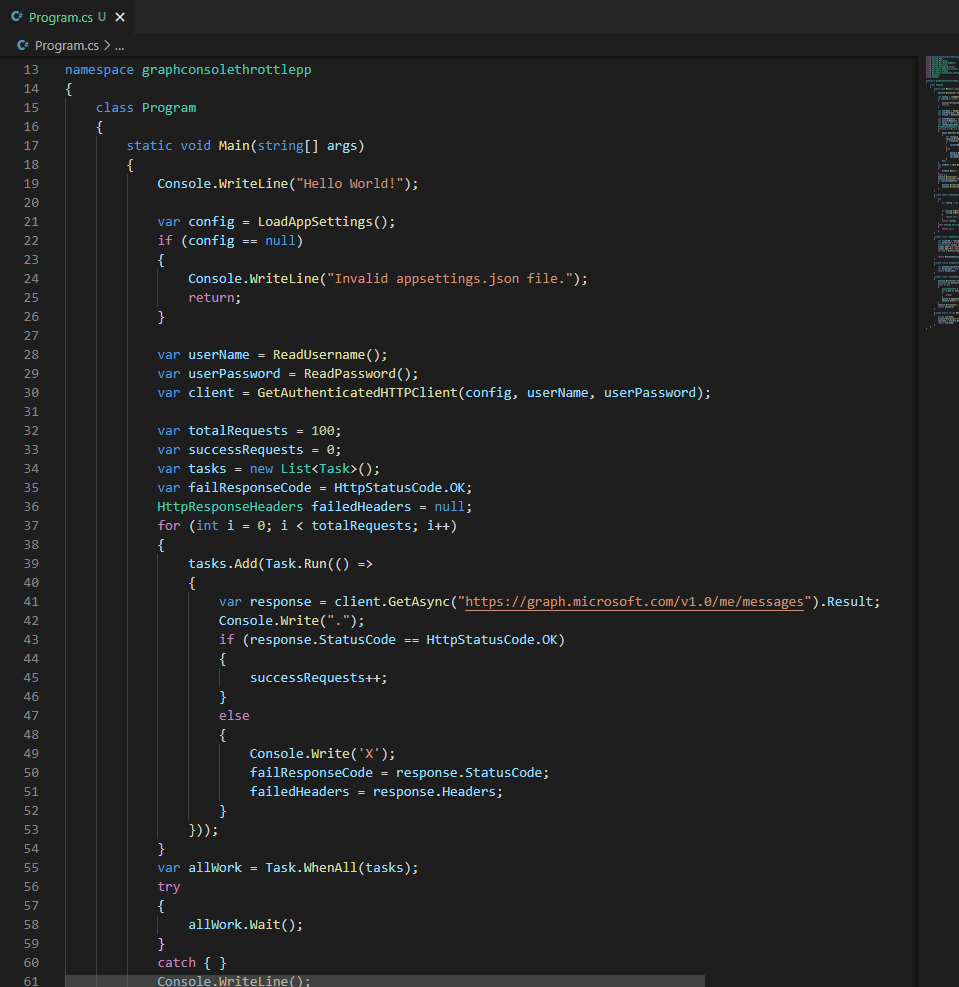 Program.cs U
Program.cs > ...
13 namespace graphconsolethrottlepp
14 {
15 class Program
16 {
17 static void Main(string[] args)
18 {
19 Console.WriteLine("Hello World!");
20
21 var config = LoadAppSettings();
22 if (config == null)
23 {
24 Console.WriteLine("Invalid appsettings.json file.");
25 return;
26 }
27
28 var userName = ReadUsername();
29 var userPassword = ReadPassword();
30 var client = GetAuthenticatedHTTPClient(config, userName, userPassword);
31
32 var totalRequests = 100;
33 var successRequests = 0;
34 var tasks = new List<Task>();
35 var failResponseCode = HttpStatusCode.OK;
36 HttpResponseHeaders failedHeaders = null;
37 for (int i = 0; i < totalRequests; i++)
38 {
39 tasks.Add(Task.Run(() =>
40 {
41 var response = client.GetAsync("https://graph.microsoft.com/v1.0/me/messages").Result;
42 Console.Write(".");
43 if (response.StatusCode == HttpStatusCode.OK)
44 {
45 successRequests++;
46 }
47 else
48 {
49 Console.Write('X');
50 failResponseCode = response.StatusCode;
51 failedHeaders = response.Headers;
52 }
53 }));
54 }
55 var allWork = Task.WhenAll(tasks);
56 try
57 {
58 allWork.Wait();
59 }
60 catch { }
61 Console.WriteLine();